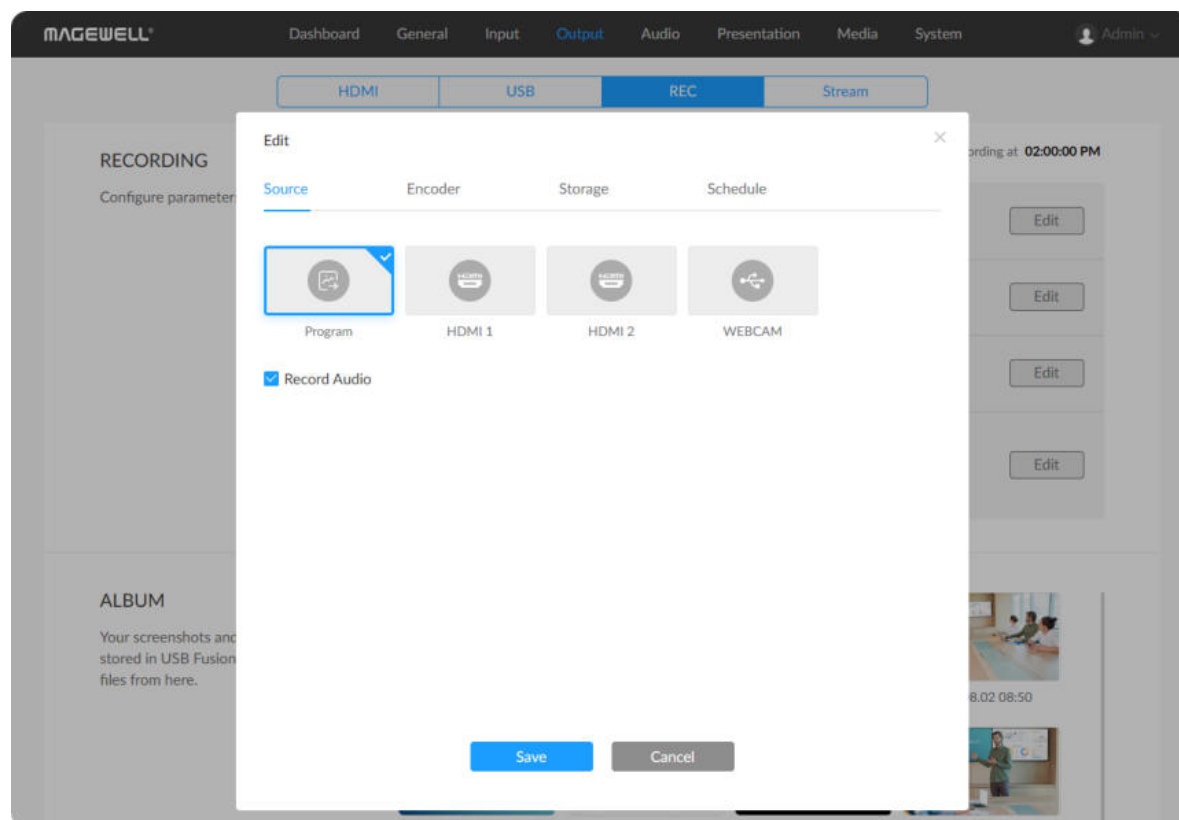 MAGEWELL®
Dashboard General Input Output Audio Presentation Media System Admin
HDMI USB REC Stream
RECORDING
Configure parameter
ording at 02:00:00 PM
Edit
Source Encoder Storage Schedule
Program HDMI 1 HDMI 2 WEBCAM
Record Audio
Edit
Edit
Edit
Edit
ALBUM
Your screenshots and
stored in USB Fusion
files from here.
8.02 08:50
Save Cancel